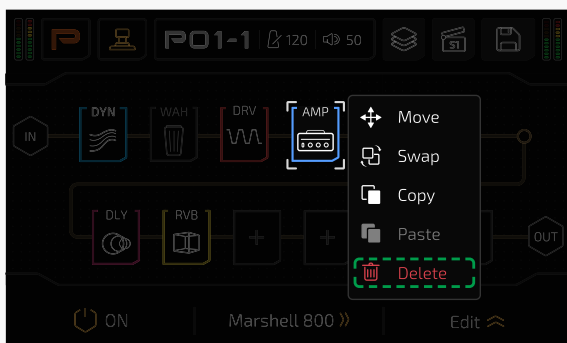 P01-1 120 50 S1
DYN WAH DRV AMP
IN
Move
Swap
Copy
Paste
Delete
DLY RVB
OUT
ON Marshell 800 Edit